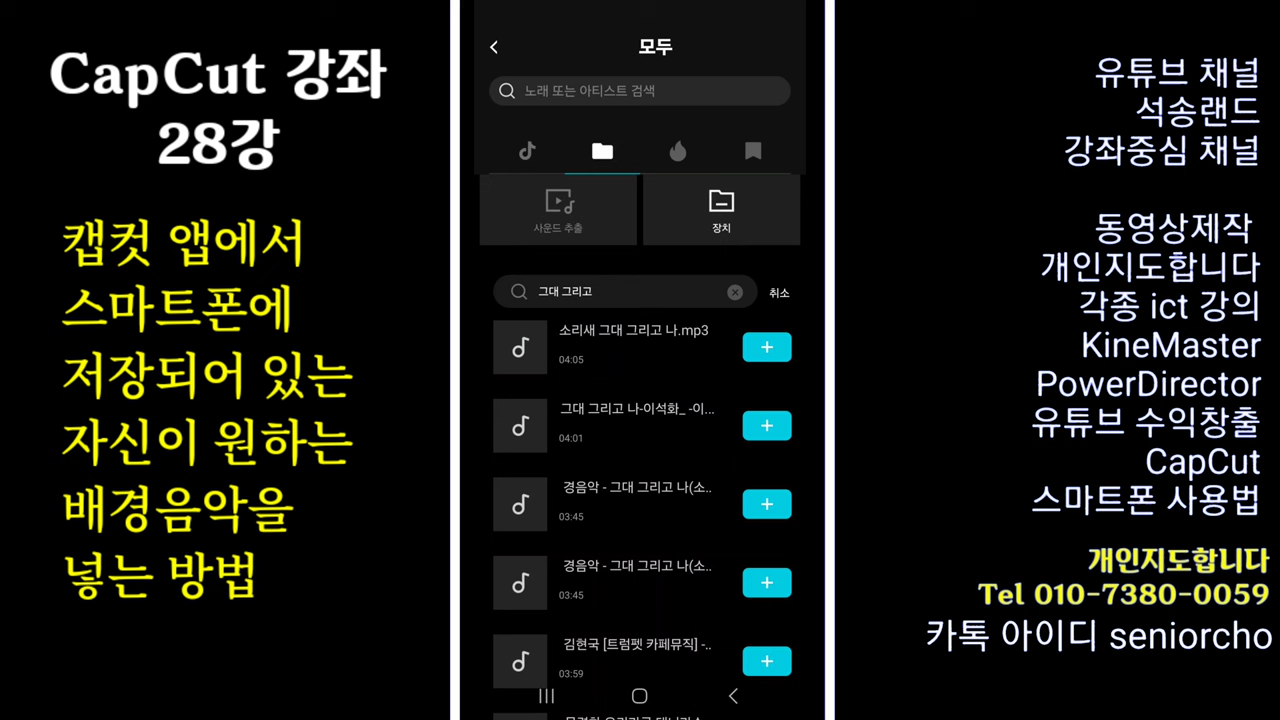 CapCut 강좌
28강
캡컷 앱에서
스마트폰에
저장되어 있는
자신이 원하는
배경음악을
넣는 방법
모두
노래 또는 아티스트 검색
사운드 추출
장치
그대 그리고
취소
소리새 그대 그리고 나.mp3
04:05
그대 그리고 나-이석화_ -이...
04:01
경음악 - 그대 그리고 나(소..
03:45
경음악 - 그대 그리고 나(소..
03:45
김현국 [트럼펫 카페뮤직] -..
03:59
유튜브 채널
석송랜드
강좌중심 채널
동영상제작
개인지도합니다
각종 ict 강의
KineMaster
PowerDirector
유튜브 수익창출
CapCut
스마트폰 사용법
개인지도합니다
Tel 010-7380-0059
카톡 아이디 seniorcho